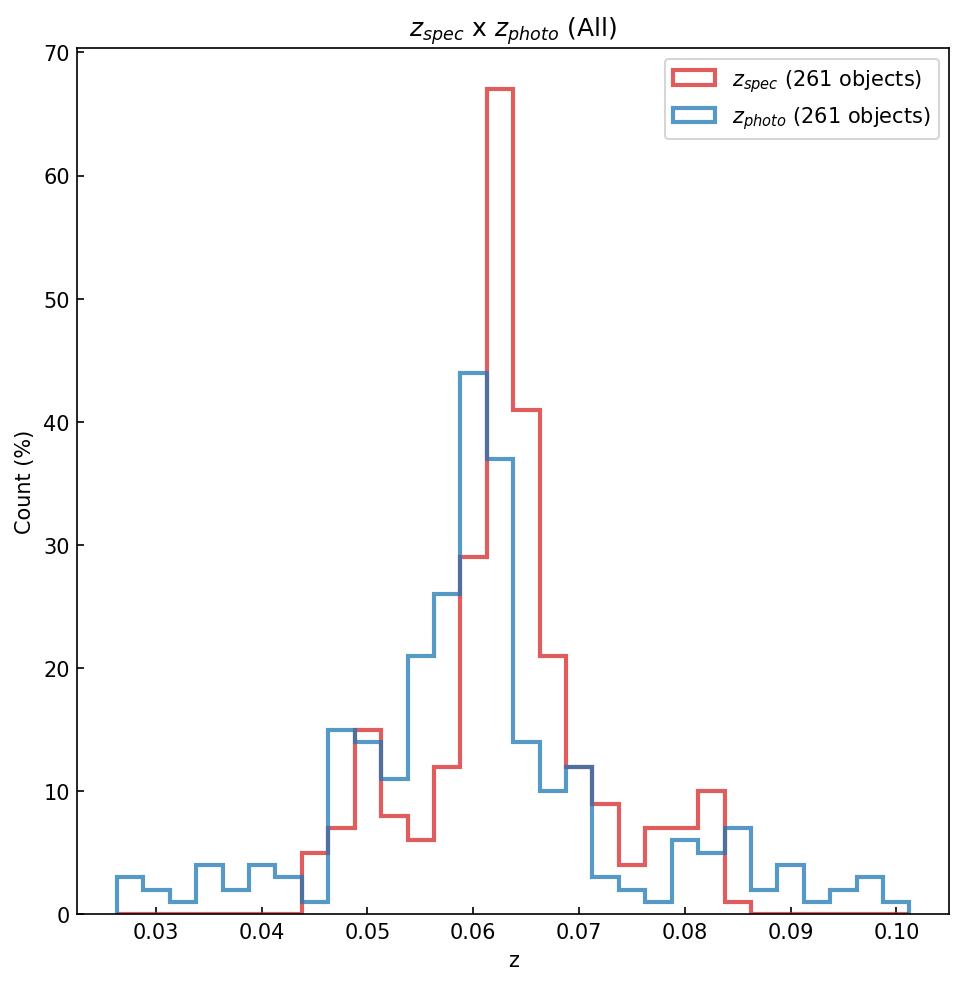 z_spec x z_photo (All)
z_spec (261 objects)
z_photo (261 objects)
Count (%)
70
60
50
40
30
20
10
0
0.03 0.04 0.05 0.06 0.07 0.08 0.09 0.10
z